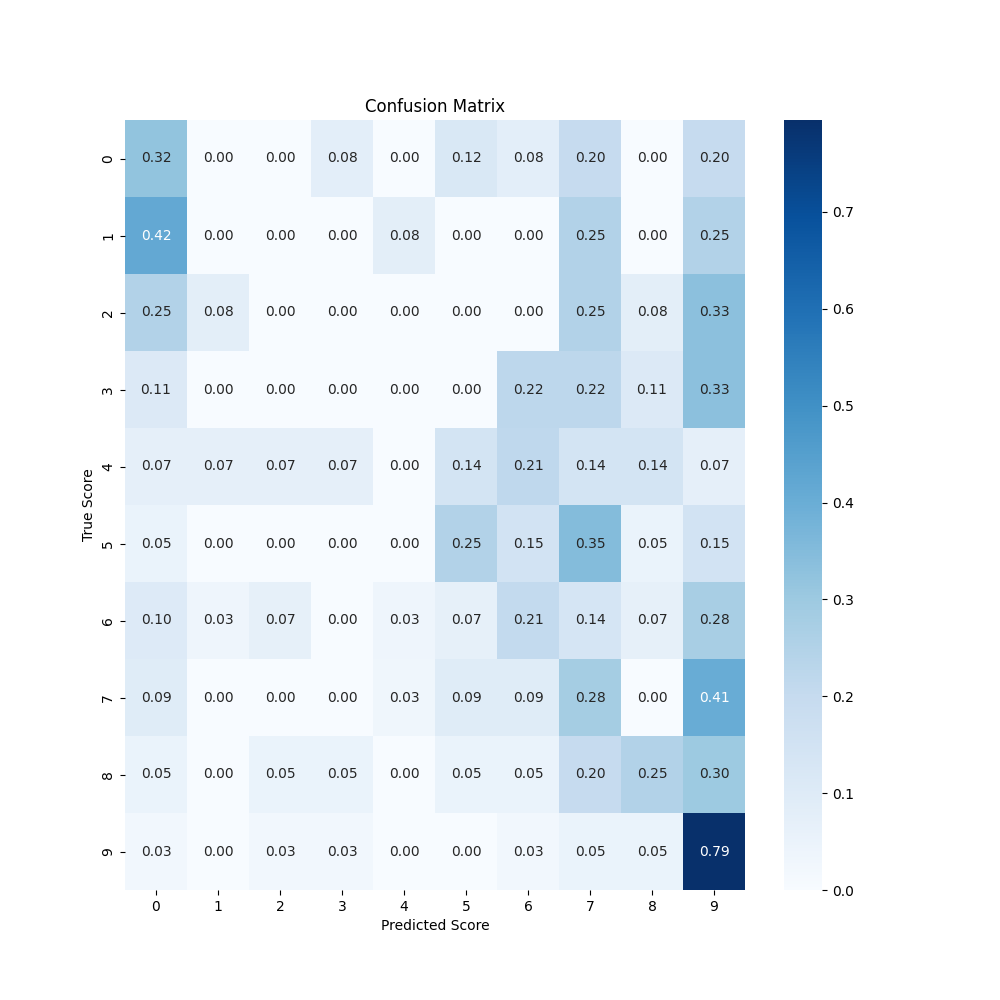 Confusion Matrix
0 0.32 0.00 0.00 0.08 0.00 0.12 0.08 0.20 0.00 0.20
1 0.42 0.00 0.00 0.00 0.08 0.00 0.00 0.25 0.00 0.25
2 0.25 0.08 0.00 0.00 0.00 0.00 0.00 0.25 0.08 0.33
3 0.11 0.00 0.00 0.00 0.00 0.00 0.22 0.22 0.11 0.33
4 0.07 0.07 0.07 0.07 0.00 0.14 0.21 0.14 0.14 0.07
5 0.05 0.00 0.00 0.00 0.00 0.25 0.15 0.35 0.05 0.15
6 0.10 0.03 0.07 0.00 0.03 0.07 0.21 0.14 0.07 0.28
7 0.09 0.00 0.00 0.00 0.03 0.09 0.09 0.28 0.00 0.41
8 0.05 0.00 0.05 0.05 0.00 0.05 0.05 0.20 0.25 0.30
9 0.03 0.00 0.03 0.03 0.00 0.00 0.03 0.05 0.05 0.79
0 1 2 3 4 5 6 7 8 9
Predicted Score
True Score
0.7
0.6
0.5
0.4
0.3
0.2
0.1
0.0